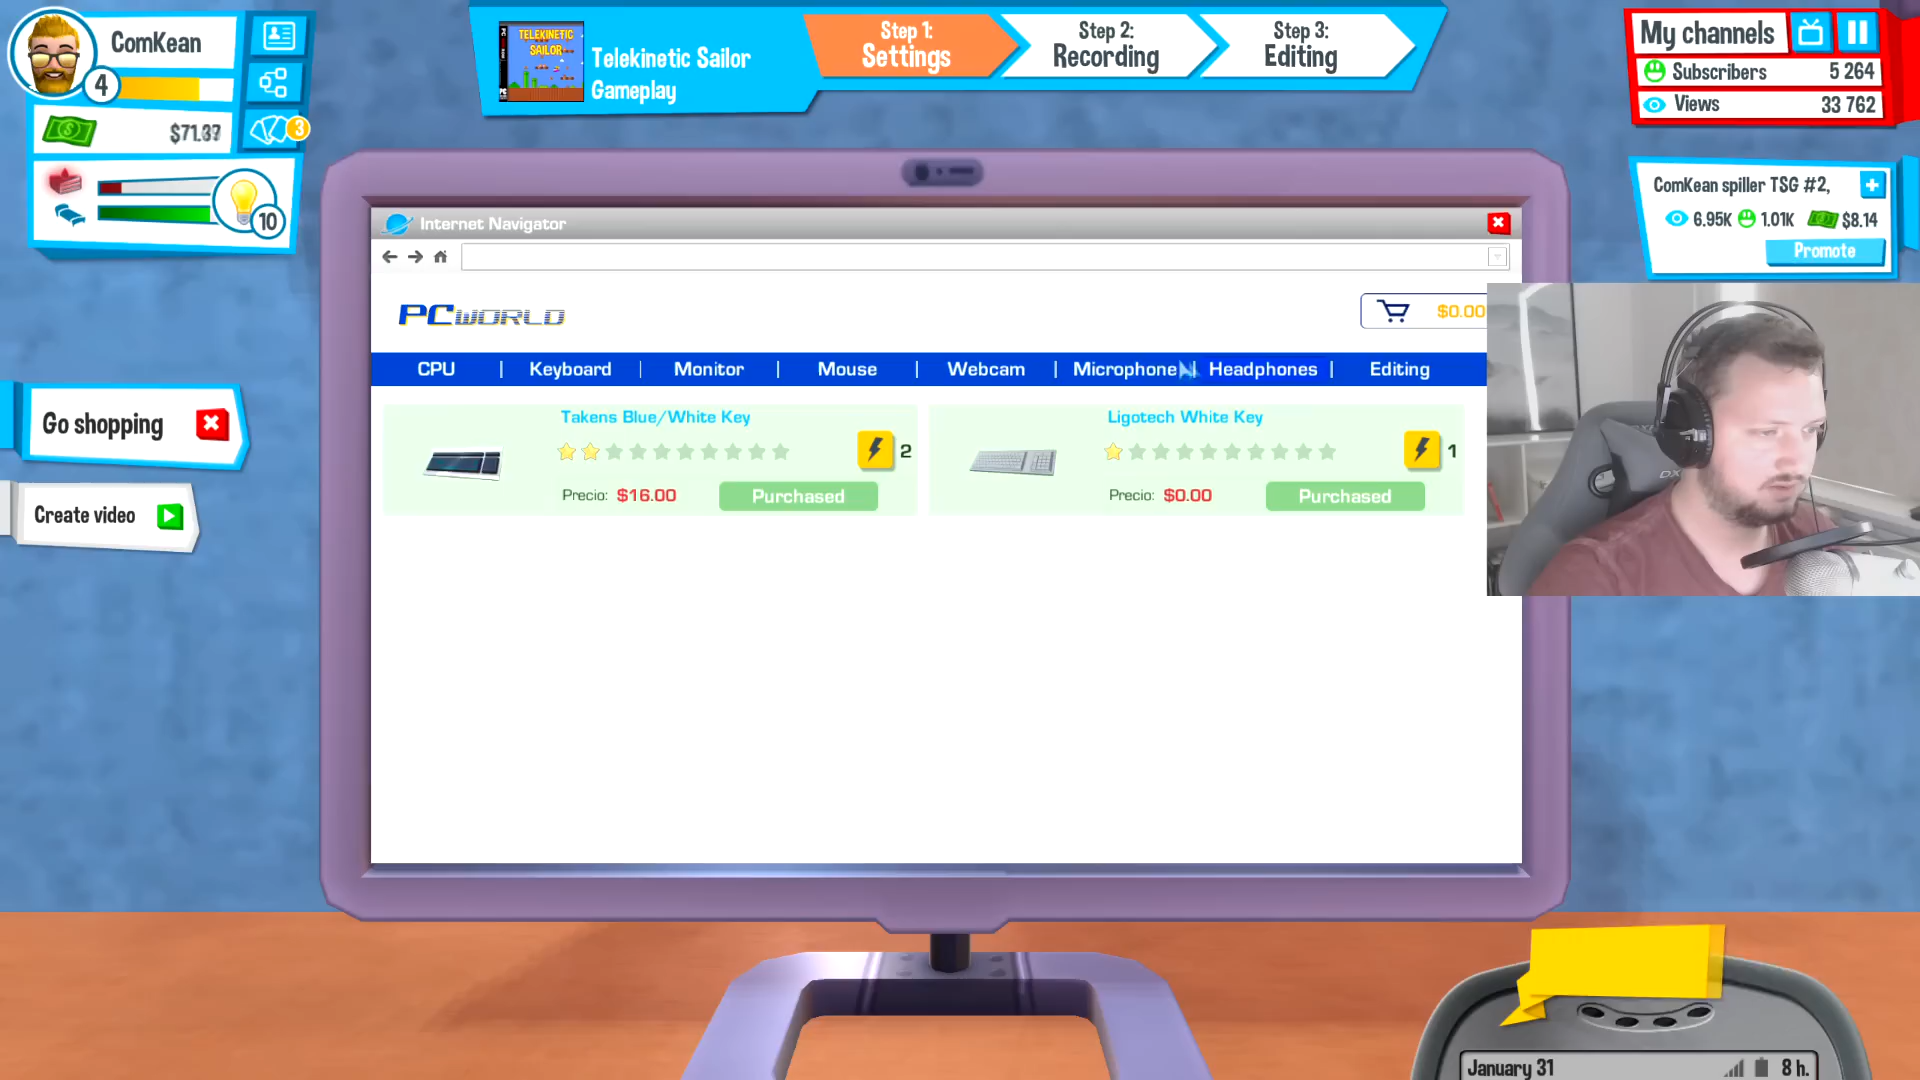 ComKean
4
$71.37
3
10
TELEKINETIC
SAILOR
Telekinetic Sailor
Gameplay
Step 1:
Settings
Step 2:
Recording
Step 3:
Editing
My channels
Subscribers 5 264
Views 33 762
ComKean spiller TSG #2,
6.95K 1.01K $8.14
Promote
Go shopping
Create video
Internet Navigator
PCWORLD
$0.00
CPU | Keyboard | Monitor | Mouse | Webcam | Microphone | Headphones | Editing
Takens Blue/White Key
2
Precio: $16.00 Purchased
Ligotech White Key
1
Precio: $0.00 Purchased
January 31 8 h.